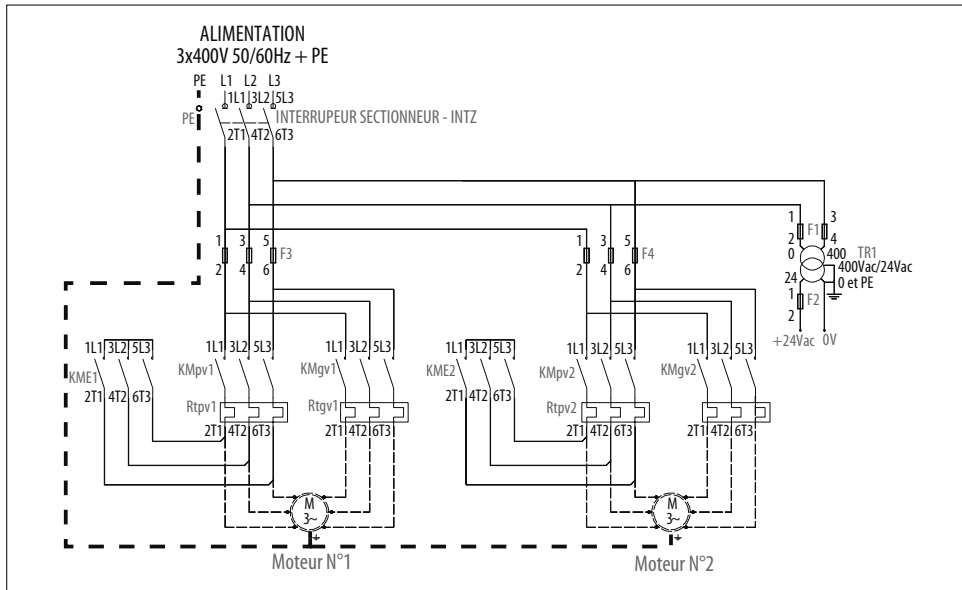 ALIMENTATION
3x400V 50/60Hz + PE
PE L1 L2 L3
1L1 3L2 5L3
PE
INTERRUPEUR SECTIONNEUR - INTZ
2T1 4T2 6T3
1 3 5
F3
2 4 6
1 3 5
F4
2 4 6
1 F1 3
2 4
0 400 TR1
400Vac/24Vac
24 0 et PE
1 F2
2
+24Vac 0V
1L1 3L2 5L3
KME1
2T1 4T2 6T3
1L1 3L2 5L3
KMpv1
Rtpv1
2T1 4T2 6T3
1L1 3L2 5L3
KMgv1
Rtgv1
2T1 4T2 6T3
1L1 3L2 5L3
KME2
2T1 4T2 6T3
1L1 3L2 5L3
KMpv2
Rtpv2
2T1 4T2 6T3
1L1 3L2 5L3
KMgv2
2T1 4T2 6T3
M
3~
Moteur N°1
M
3~
Moteur N°2